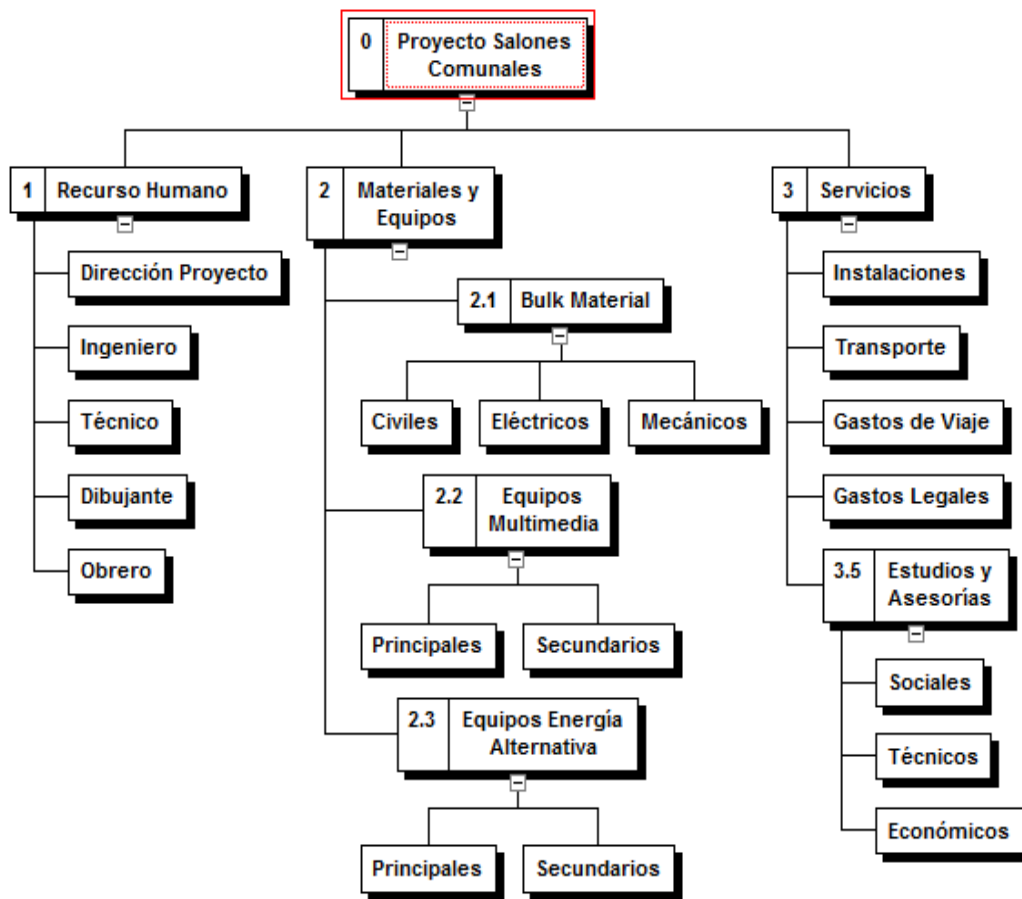 0 Proyecto Salones
Comunales
1 Recurso Humano
Dirección Proyecto
Ingeniero
Técnico
Dibujante
Obrero
2 Materiales y
Equipos
2.1 Bulk Material
Civiles
Eléctricos
Mecánicos
2.2 Equipos
Multimedia
Principales
Secundarios
2.3 Equipos Energía
Alternativa
Principales
Secundarios
3 Servicios
Instalaciones
Transporte
Gastos de Viaje
Gastos Legales
3.5 Estudios y
Asesorías
Sociales
Técnicos
Económicos